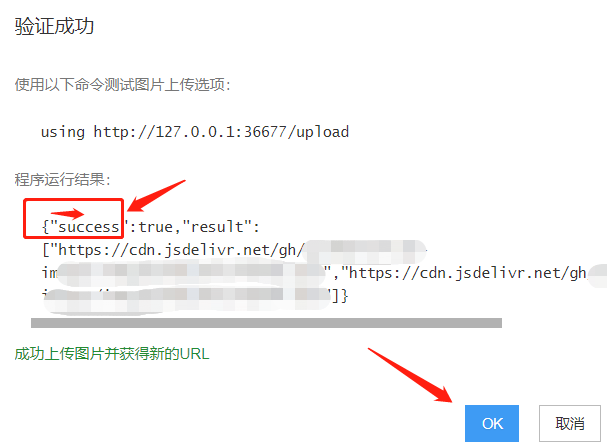 验证成功
使用以下命令测试图片上传选项:
using http://127.0.0.1:36677/upload
程序运行结果:
{"success":true,"result":
["https://cdn.jsdelivr.net/gh/
im ","https://cdn.jsdelivr.net/gh
"]}
成功上传图片并获得新的URL
OK 取消